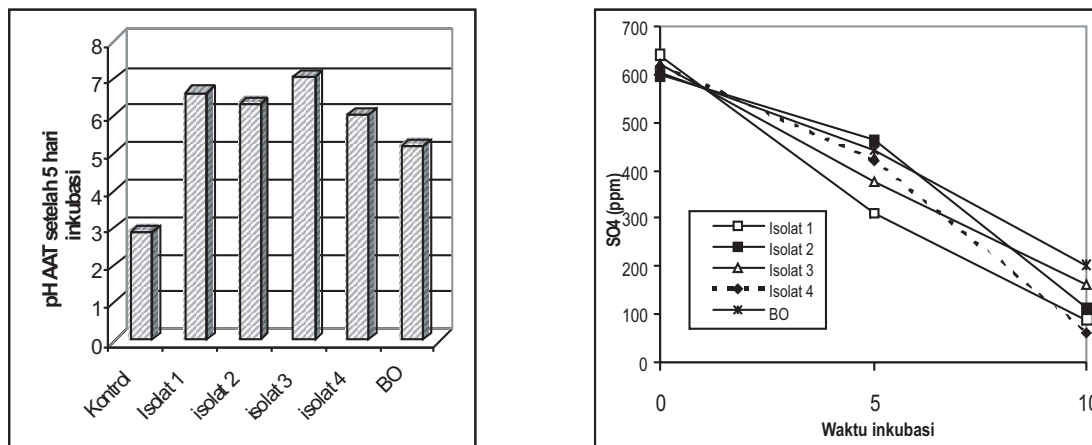 pH AAT setelah 5 hari
inkubasi
8
7
6
5
4
3
2
1
0
Kontrol
Isolat 1
isolat 2
isolat 3
isolat 4
BO
SO4 (ppm)
700
600
500
400
300
200
100
0
Isolat 1
Isolat 2
Isolat 3
Isolat 4
BO
0 5 10
Waktu inkubasi